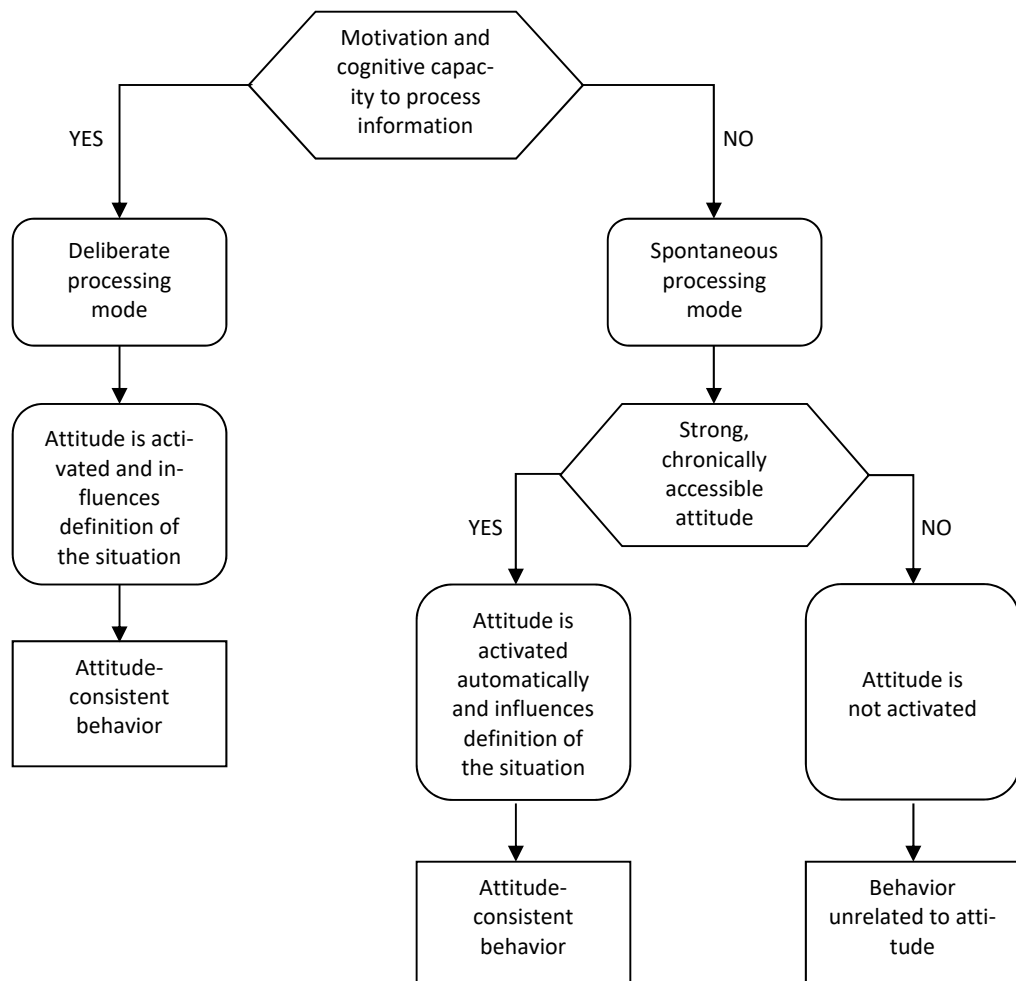 Motivation and
cognitive capac-
ity to process
information
YES
NO
Deliberate
processing
mode
Spontaneous
processing
mode
Attitude is acti-
vated and in-
fluences
definition of
the situation
Strong,
chronically
accessible
attitude
YES
NO
Attitude-
consistent
behavior
Attitude is
activated
automatically
and influences
definition of
the situation
Attitude is
not activated
Attitude-
consistent
behavior
Behavior
unrelated to atti-
tude